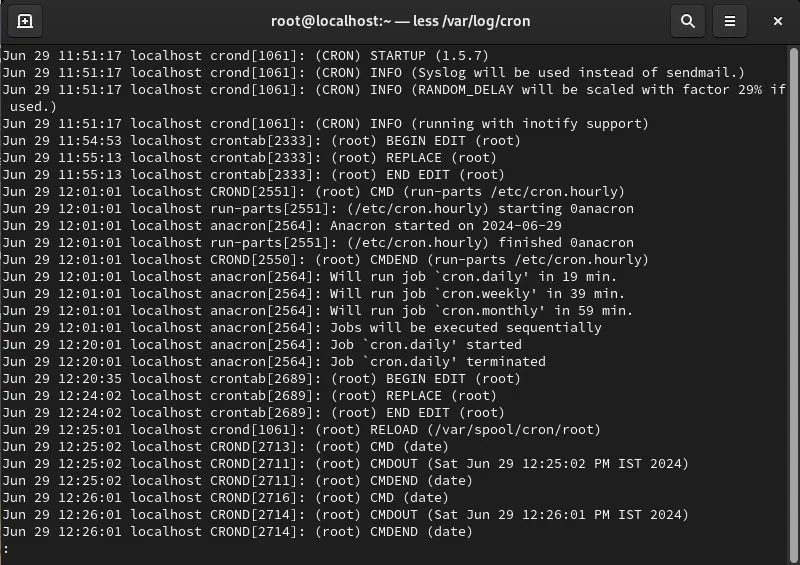 root@localhost:~ — less /var/log/cron
Jun 29 11:51:17 localhost crond[1061]: (CRON) STARTUP (1.5.7)
Jun 29 11:51:17 localhost crond[1061]: (CRON) INFO (Syslog will be used instead of sendmail.)
Jun 29 11:51:17 localhost crond[1061]: (CRON) INFO (RANDOM_DELAY will be scaled with factor 29% if
 used.)
Jun 29 11:51:17 localhost crond[1061]: (CRON) INFO (running with inotify support)
Jun 29 11:54:53 localhost crontab[2333]: (root) BEGIN EDIT (root)
Jun 29 11:55:13 localhost crontab[2333]: (root) REPLACE (root)
Jun 29 11:55:13 localhost crontab[2333]: (root) END EDIT (root)
Jun 29 12:01:01 localhost CROND[2551]: (root) CMD (run-parts /etc/cron.hourly)
Jun 29 12:01:01 localhost run-parts[2551]: (/etc/cron.hourly) starting 0anacron
Jun 29 12:01:01 localhost anacron[2564]: Anacron started on 2024-06-29
Jun 29 12:01:01 localhost run-parts[2551]: (/etc/cron.hourly) finished 0anacron
Jun 29 12:01:01 localhost CROND[2550]: (root) CMDEND (run-parts /etc/cron.hourly)
Jun 29 12:01:01 localhost anacron[2564]: Will run job `cron.daily' in 19 min.
Jun 29 12:01:01 localhost anacron[2564]: Will run job `cron.weekly' in 39 min.
Jun 29 12:01:01 localhost anacron[2564]: Will run job `cron.monthly' in 59 min.
Jun 29 12:01:01 localhost anacron[2564]: Jobs will be executed sequentially
Jun 29 12:20:01 localhost anacron[2564]: Job `cron.daily' started
Jun 29 12:20:01 localhost anacron[2564]: Job `cron.daily' terminated
Jun 29 12:20:35 localhost crontab[2689]: (root) BEGIN EDIT (root)
Jun 29 12:24:02 localhost crontab[2689]: (root) REPLACE (root)
Jun 29 12:24:02 localhost crontab[2689]: (root) END EDIT (root)
Jun 29 12:25:01 localhost crond[1061]: (root) RELOAD (/var/spool/cron/root)
Jun 29 12:25:02 localhost CROND[2713]: (root) CMD (date)
Jun 29 12:25:02 localhost CROND[2711]: (root) CMDOUT (Sat Jun 29 12:25:02 PM IST 2024)
Jun 29 12:25:02 localhost CROND[2711]: (root) CMDEND (date)
Jun 29 12:26:01 localhost CROND[2716]: (root) CMD (date)
Jun 29 12:26:01 localhost CROND[2714]: (root) CMDOUT (Sat Jun 29 12:26:01 PM IST 2024)
Jun 29 12:26:01 localhost CROND[2714]: (root) CMDEND (date)
: